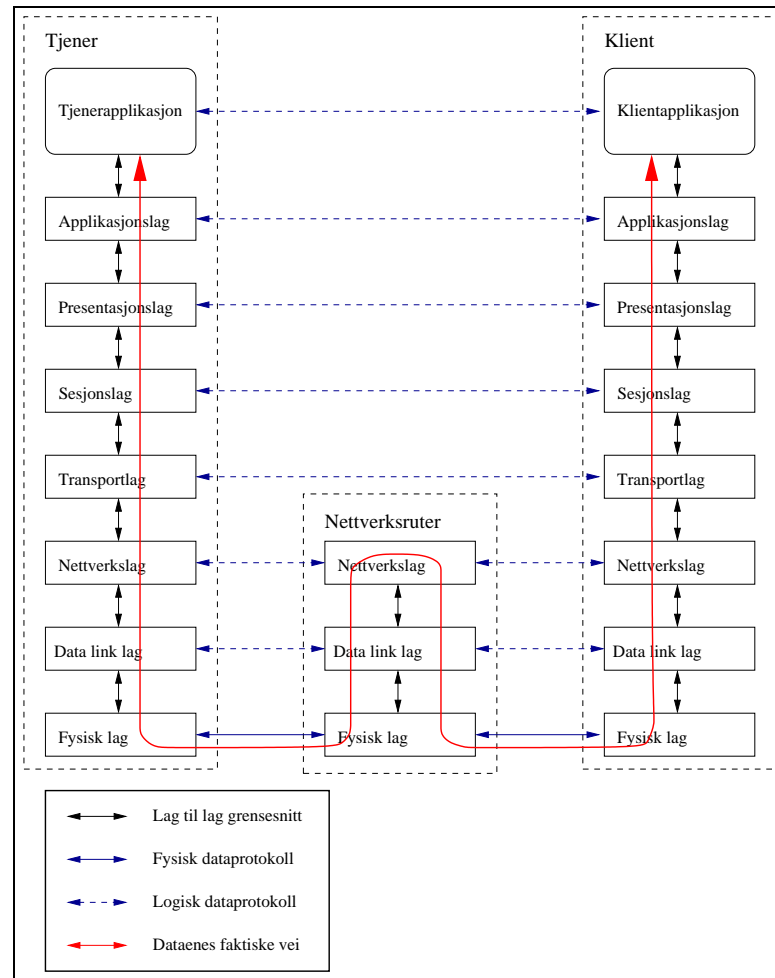 Tjener
Klient
Tjenerapplikasjon
Klientapplikasjon
Applikasjonslag
Applikasjonslag
Presentasjonslag
Presentasjonslag
Sesjonslag
Sesjonslag
Transportlag
Transportlag
Nettverksruter
Nettverkslag
Nettverkslag
Nettverkslag
Data link lag
Data link lag
Data link lag
Fysisk lag
Fysisk lag
Fysisk lag
Lag til lag grensesnitt
Fysisk dataprotokoll
Logisk dataprotokoll
Dataenes faktiske vei